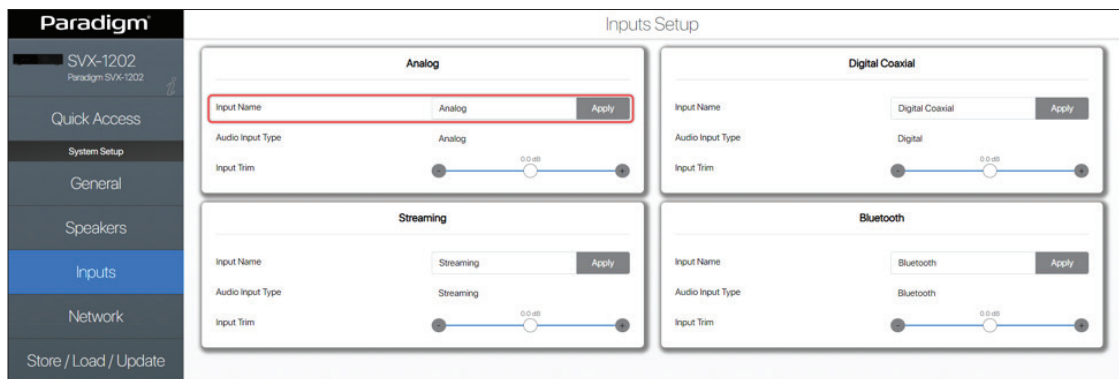 Paradigm®
Inputs Setup
SVX-1202
Paradigm SVX-1202
i
Quick Access
System Setup
General
Speakers
Inputs
Network
Store / Load / Update
Analog
Input Name Analog Apply
Audio Input Type Analog
Input Trim - 0.0 dB +
Digital Coaxial
Input Name Digital Coaxial Apply
Audio Input Type Digital
Input Trim - 0.0 dB +
Streaming
Input Name Streaming Apply
Audio Input Type Streaming
Input Trim - 0.0 dB +
Bluetooth
Input Name Bluetooth Apply
Audio Input Type Bluetooth
Input Trim - 0.0 dB +